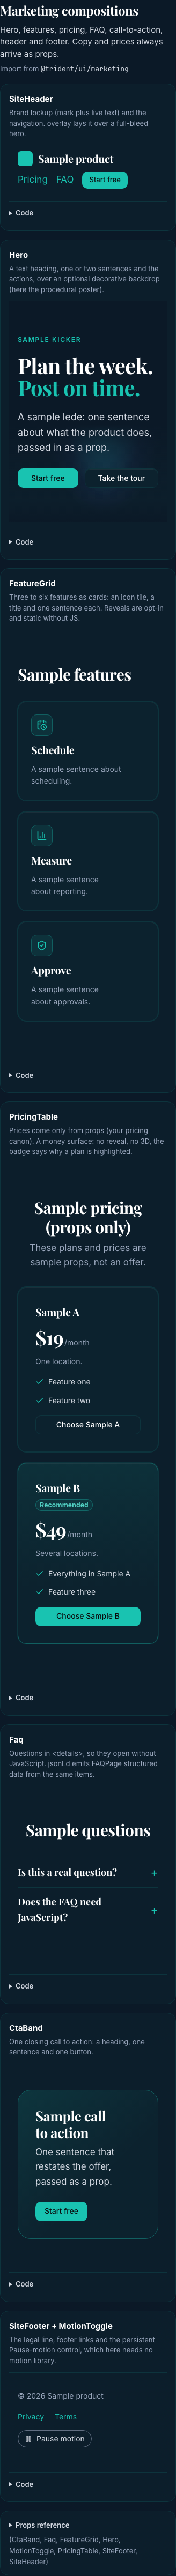 Marketing compositions
Hero, features, pricing, FAQ, call-to-action,
header and footer. Copy and prices always
arrive as props.
Import from @trident/ui/marketing
SiteHeader
Brand lockup (mark plus live text) and the
navigation. overlay lays it over a full-bleed
hero.
Sample product
Pricing FAQ Start free
▸ Code
Hero
A text heading, one or two sentences and the
actions, over an optional decorative backdrop
(here the procedural poster).
SAMPLE KICKER
Plan the week.
Post on time.
A sample lede: one sentence
about what the product does,
passed in as a prop.
Start free Take the tour
▸ Code
FeatureGrid
Three to six features as cards: an icon tile, a
title and one sentence each. Reveals are opt-in
and static without JS.
Sample features
Schedule
A sample sentence about
scheduling.
Measure
A sample sentence
about reporting.
Approve
A sample sentence
about approvals.
▸ Code
PricingTable
Prices come only from props (your pricing
canon). A money surface: no reveal, no 3D, the
badge says why a plan is highlighted.
Sample pricing
(props only)
These plans and prices are
sample props, not an offer.
Sample A
$19/month
One location.
✓ Feature one
✓ Feature two
Choose Sample A
Sample B
Recommended
$49/month
Several locations.
✓ Everything in Sample A
✓ Feature three
Choose Sample B
▸ Code
Faq
Questions in <details>, so they open without
JavaScript. jsonLd emits FAQPage structured
data from the same items.
Sample questions
Is this a real question? +
Does the FAQ need
JavaScript? +
▸ Code
CtaBand
One closing call to action: a heading, one
sentence and one button.
Sample call
to action
One sentence that
restates the offer,
passed as a prop.
Start free
▸ Code
SiteFooter + MotionToggle
The legal line, footer links and the persistent
Pause-motion control, which here needs no
motion library.
© 2026 Sample product
Privacy Terms
Pause motion
▸ Code
▸ Props reference
(CtaBand, Faq, FeatureGrid, Hero,
MotionToggle, PricingTable, SiteFooter,
SiteHeader)